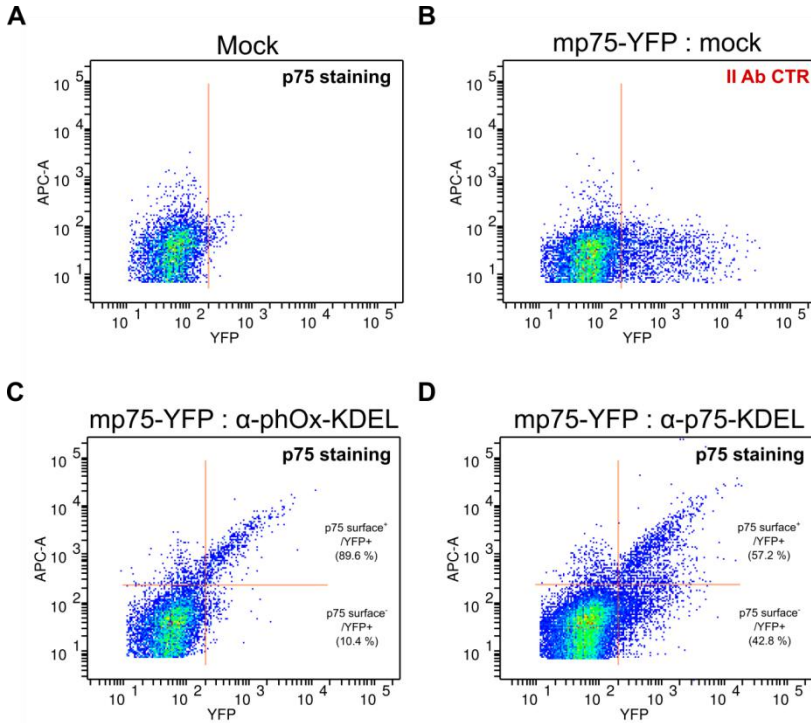 A
Mock
p75 staining
10^5
10^4
10^3
10^2
10^1
APC-A
10^1 10^2 10^3 10^4 10^5
YFP
B
mp75-YFP : mock
II Ab CTR
10^5
10^4
10^3
10^2
10^1
APC-A
10^1 10^2 10^3 10^4 10^5
YFP
C
mp75-YFP : α-phOx-KDEL
p75 staining
10^5
10^4
10^3
10^2
10^1
APC-A
p75 surface⁺
/YFP+
(89.6 %)
p75 surface⁻
/YFP+
(10.4 %)
10^1 10^2 10^3 10^4 10^5
YFP
D
mp75-YFP : α-p75-KDEL
p75 staining
10^5
10^4
10^3
10^2
10^1
APC-A
p75 surface⁺
/YFP+
(57.2 %)
p75 surface⁻
/YFP+
(42.8 %)
10^1 10^2 10^3 10^4 10^5
YFP